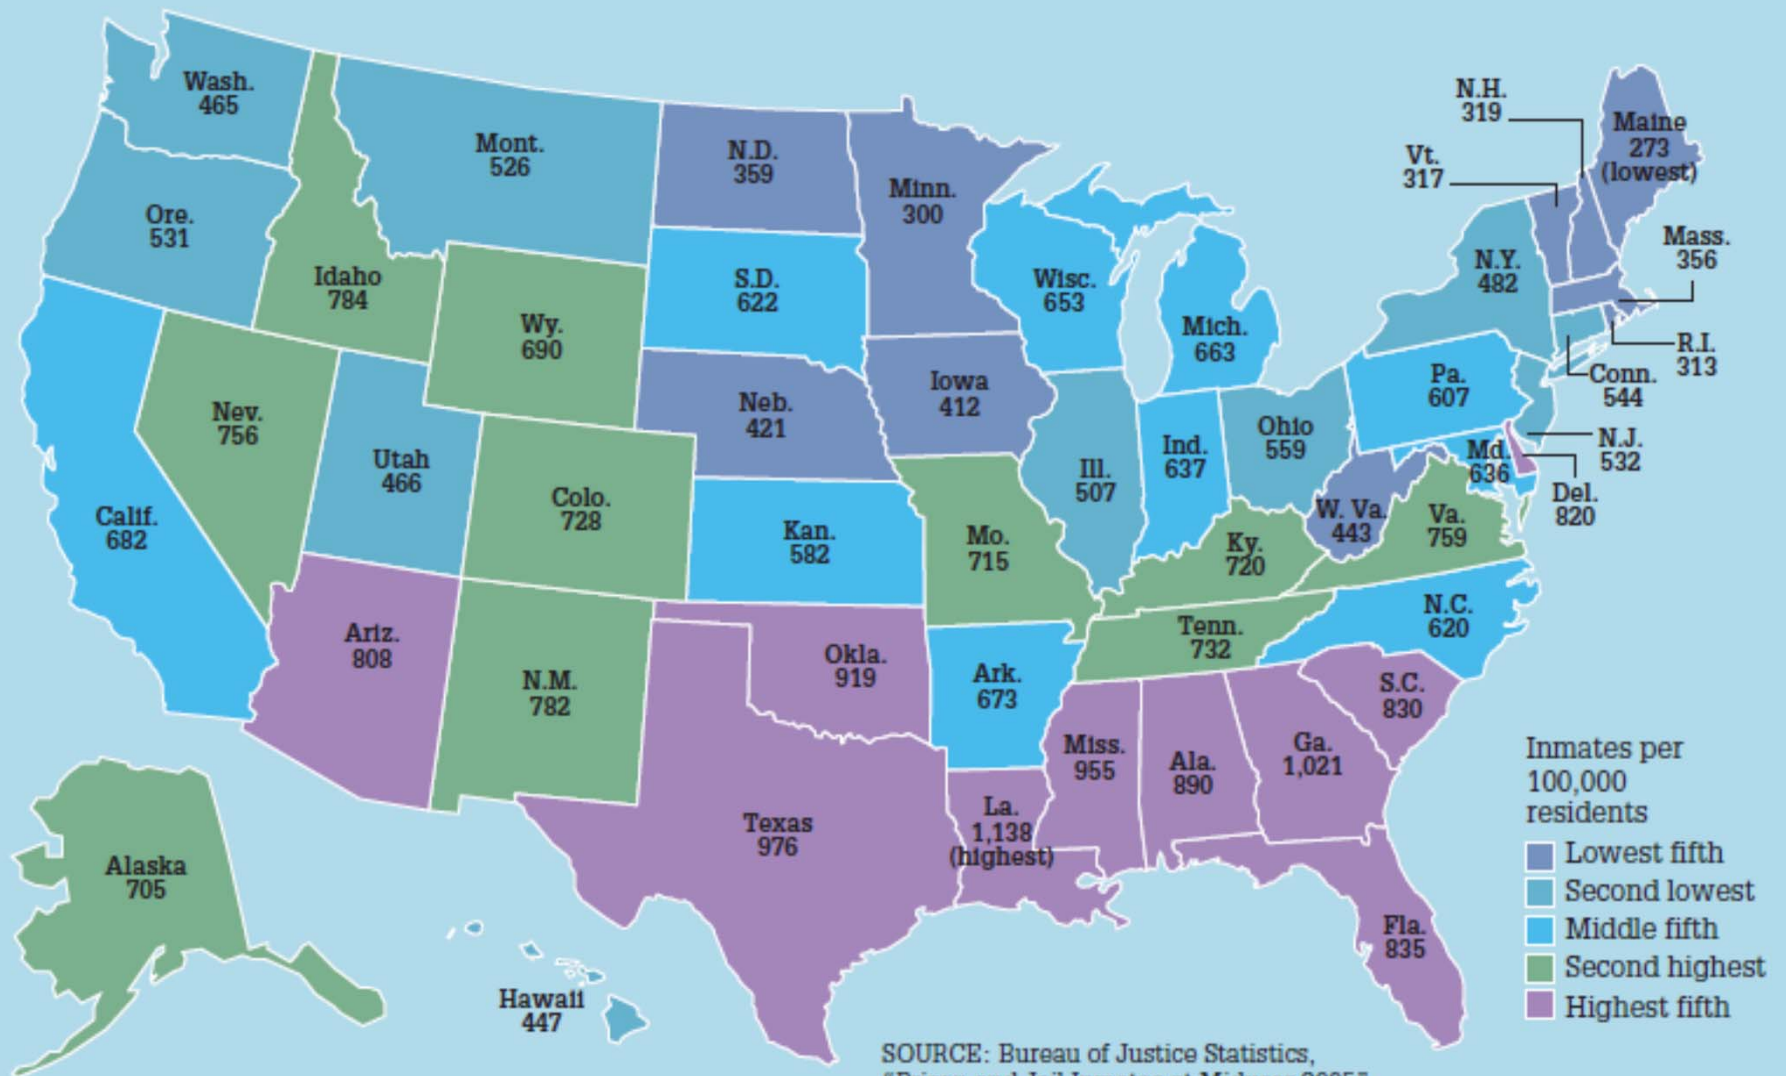 Wash.
465
Ore.
531
Calif.
682
Idaho
784
Nev.
756
Mont.
526
Wy.
690
Utah
466
Colo.
728
Ariz.
808
N.M.
782
N.D.
359
S.D.
622
Neb.
421
Kan.
582
Okla.
919
Texas
976
Minn.
300
Iowa
412
Mo.
715
Ark.
673
La.
1,138
(highest)
Wisc.
653
Ill.
507
Mich.
663
Ind.
637
Ohio
559
Ky.
720
Tenn.
732
Miss.
955
Ala.
890
Ga.
1,021
Fla.
835
S.C.
830
N.C.
620
Va.
759
W. Va.
443
Md.
636
Del.
820
Pa.
607
N.J.
532
N.Y.
482
Conn.
544
R.I.
313
Mass.
356
Vt.
317
N.H.
319
Maine
273
(lowest)
Alaska
705
Hawaii
447
Inmates per
100,000
residents
Lowest fifth
Second lowest
Middle fifth
Second highest
Highest fifth
SOURCE: Bureau of Justice Statistics,